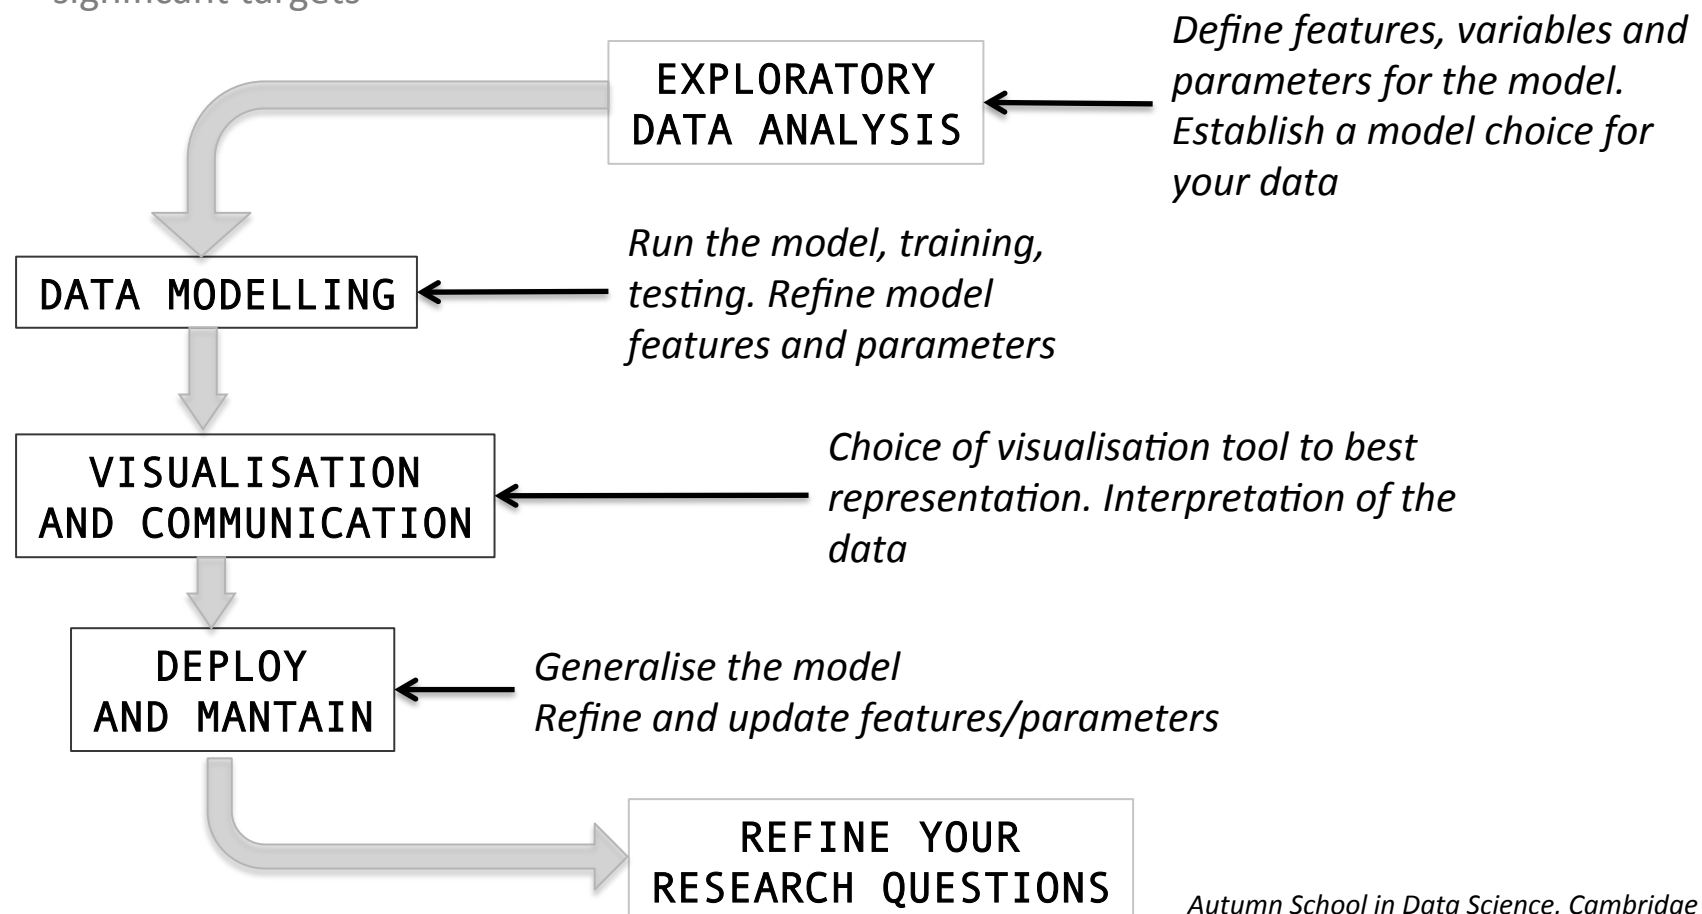 significant targets
EXPLORATORY
DATA ANALYSIS
Define features, variables and
parameters for the model.
Establish a model choice for
your data
DATA MODELLING
Run the model, training,
testing. Refine model
features and parameters
VISUALISATION
AND COMMUNICATION
Choice of visualisation tool to best
representation. Interpretation of the
data
DEPLOY
AND MANTAIN
Generalise the model
Refine and update features/parameters
REFINE YOUR
RESEARCH QUESTIONS
Autumn School in Data Science, Cambridge